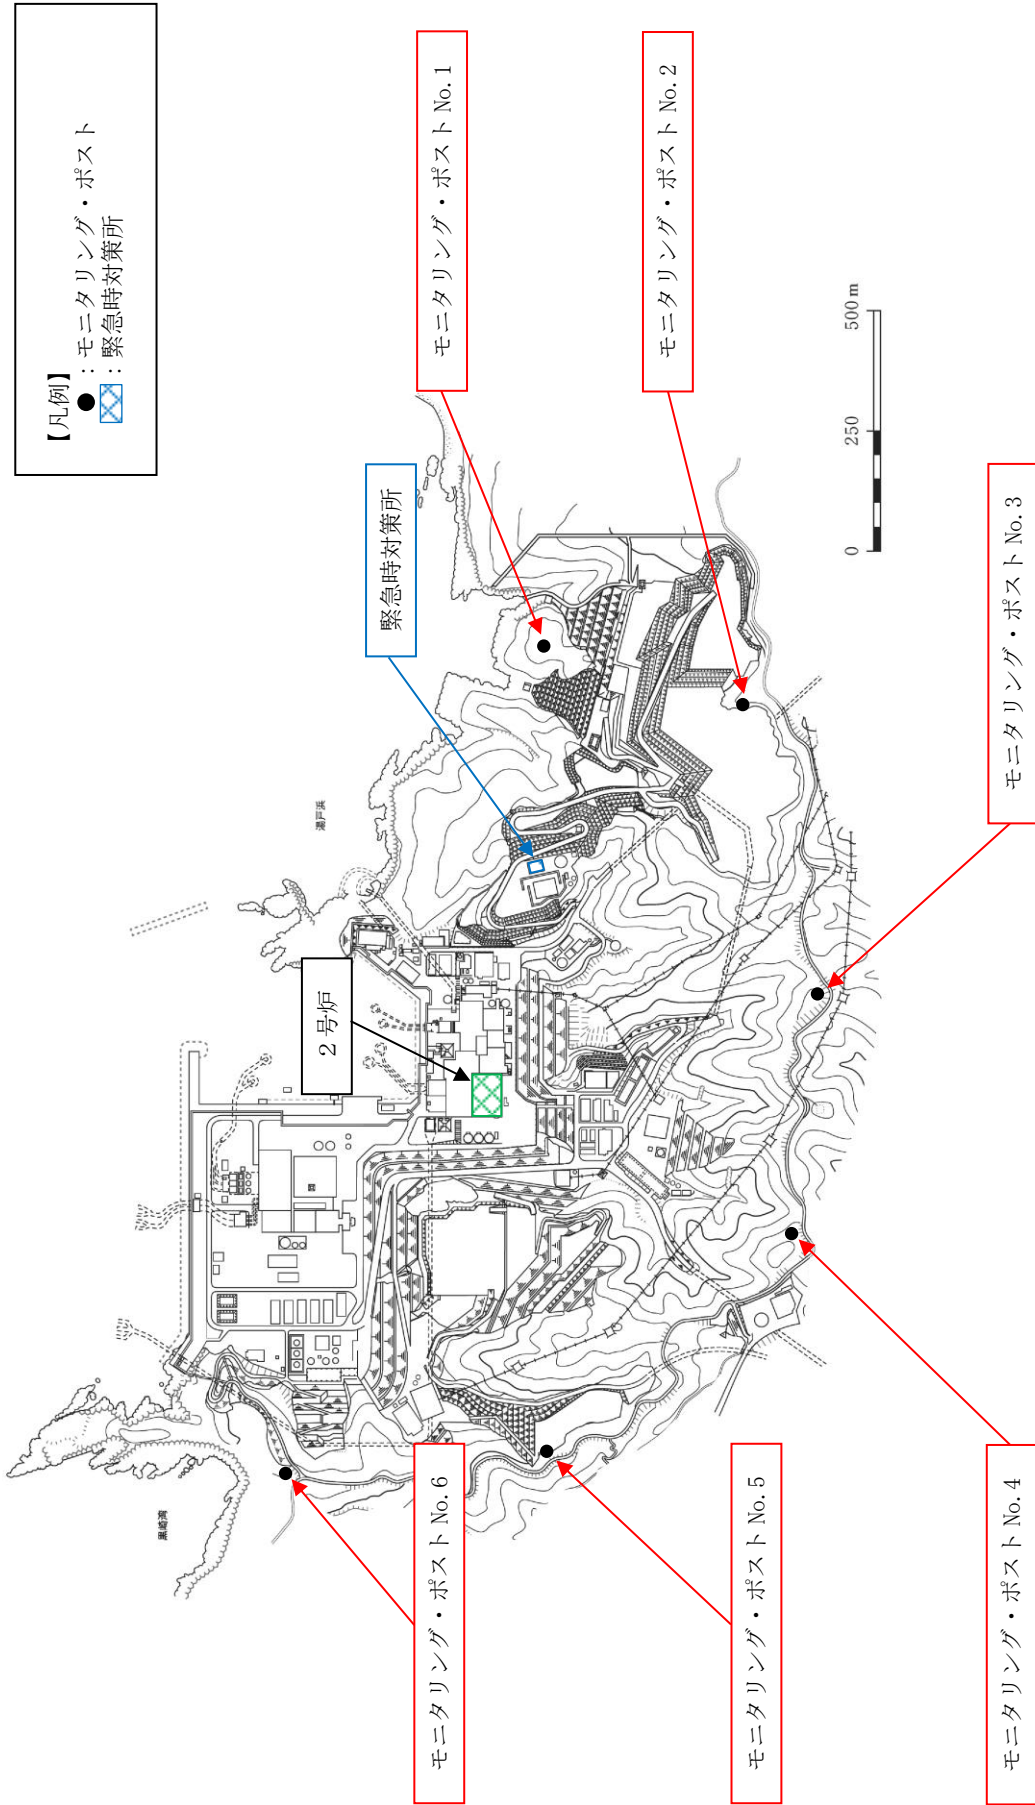 【凡例】
●：モニタリング・ポスト
：緊急時対策所
モニタリング・ポスト No.1
モニタリング・ポスト No.2
モニタリング・ポスト No.3
モニタリング・ポスト No.4
モニタリング・ポスト No.5
モニタリング・ポスト No.6
緊急時対策所
２号炉
0 250 500 m